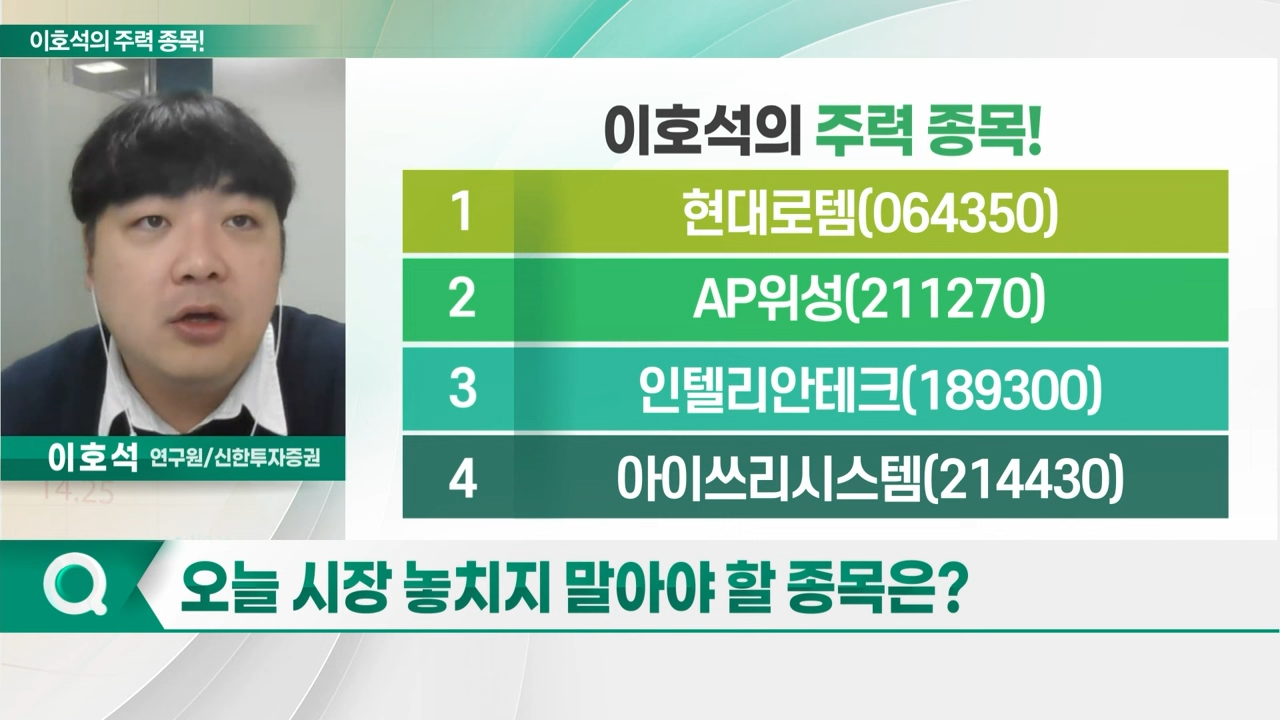 이호석의 주력 종목!
이호석의 주력 종목!
1 현대로템(064350)
2 AP위성(211270)
3 인텔리안테크(189300)
4 아이쓰리시스템(214430)
이호석 연구원/신한투자증권
14.25
Q 오늘 시장 놓치지 말아야 할 종목은?